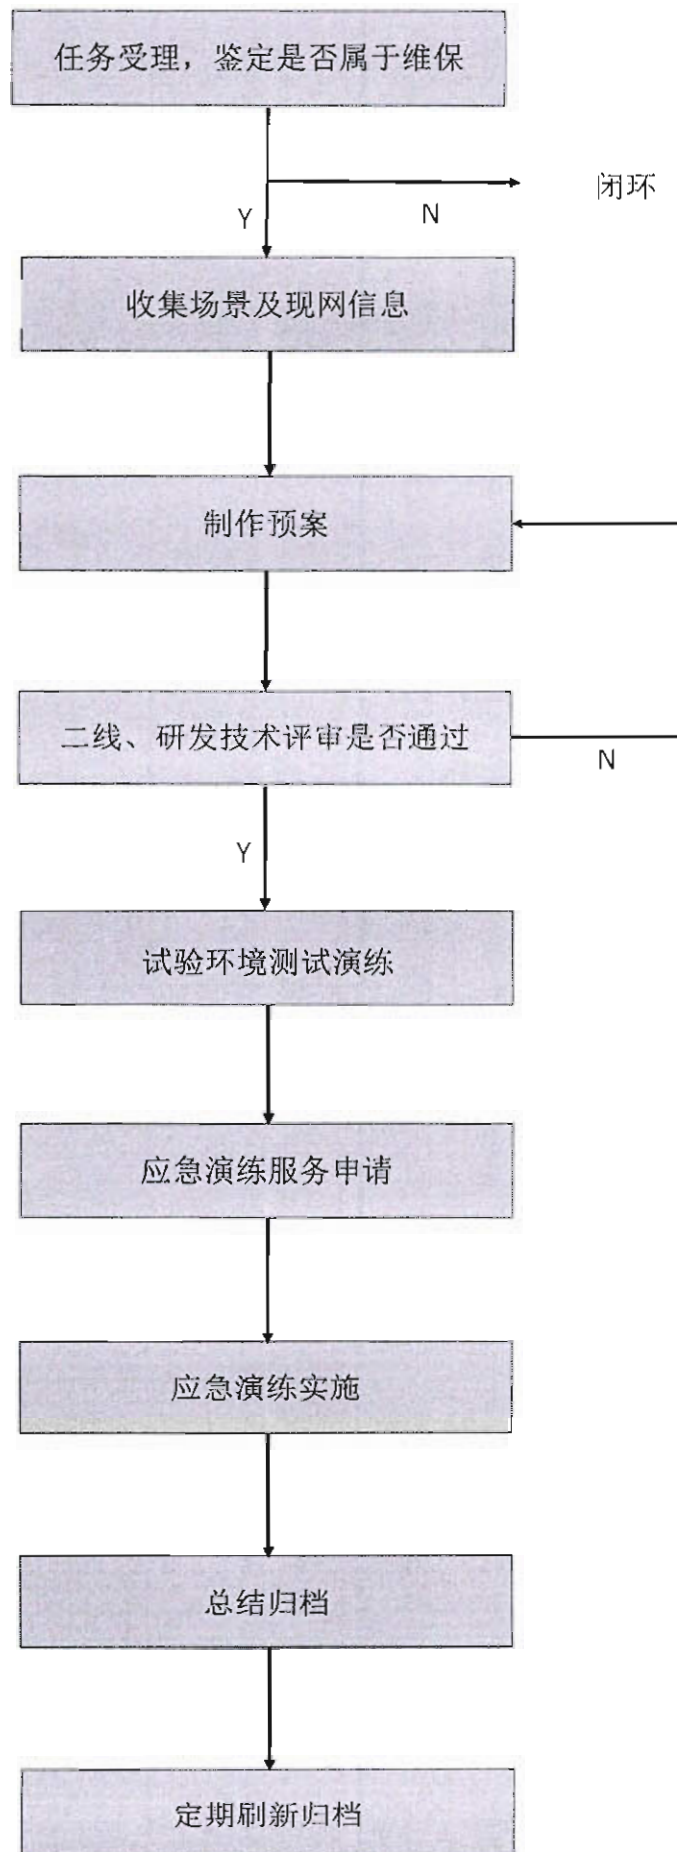 任务受理，鉴定是否属于维保
闭环
Y
N
收集场景及现网信息
制作预案
二线、研发技术评审是否通过
N
Y
试验环境测试演练
应急演练服务申请
应急演练实施
总结归档
定期刷新归档